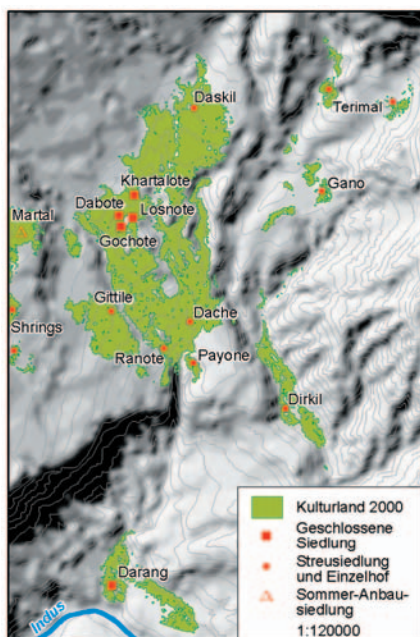 Daskil
Terimal
Khartalote
Gano
Dabote
Losnote
Martal
Gochote
Gittile
Dache
Shrings
Ranote
Payone
Dirkil
Darang
Indus
Kulturland 2000
Geschlossene
Siedlung
Streusiedlung
und Einzelhof
Sommer-Anbau-
siedlung
1:120000